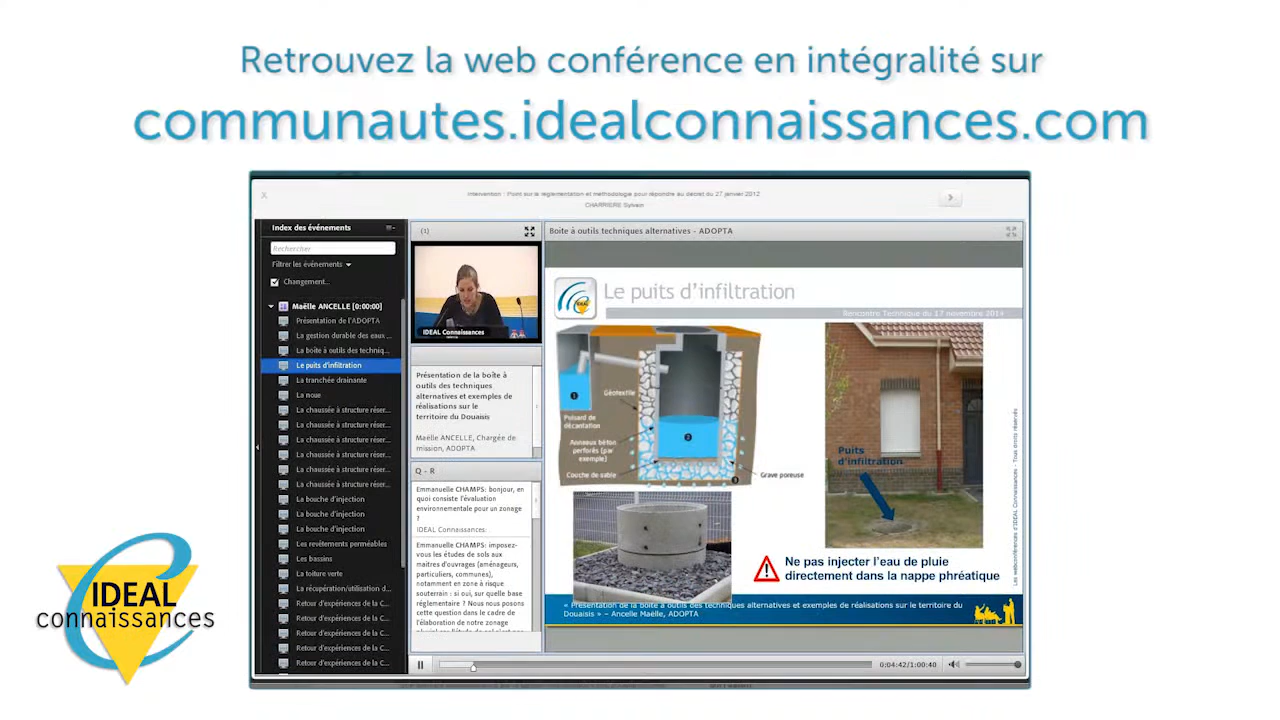 Retrouvez la web conférence en intégralité sur
communautes.idealconnaissances.com
X
Intervention : Point sur la réglementation et méthodologie pour répondre au décret du 27 janvier 2012
CHARRIERE Sylvain
Index des événements
Rechercher
Filtrer les événements
Changement...
Maëlle ANCELLE [0:00:00]
Présentation de l'ADOPTA
La gestion durable des eaux ...
La boîte à outils des techniq...
Le puits d'infiltration
La tranchée drainante
La noue
La chaussée à structure réser...
La chaussée à structure réser...
La chaussée à structure réser...
La chaussée à structure réser...
La chaussée à structure réser...
La chaussée à structure réser...
La bouche d'injection
La bouche d'injection
La bouche d'injection
Les revêtements perméables
Les bassins
La toiture verte
La récupération/utilisation d...
Retour d'expériences de la C...
Retour d'expériences de la C...
Retour d'expériences de la C...
Retour d'expériences de la C...
Retour d'expériences de la C...
(1)
IDEAL Connaissances
Présentation de la boîte à
outils des techniques
alternatives et exemples de
réalisations sur le
territoire du Douaisis
Maëlle ANCELLE, Chargée de
mission, ADOPTA
Q - R
Emmanuelle CHAMPS: bonjour, en
quoi consiste l'évaluation
environnementale pour un zonage
?
IDEAL Connaissances:
Emmanuelle CHAMPS: imposez-
vous les études de sols aux
maitres d'ouvrages (aménageurs,
particuliers, communes),
notamment en zone à risque
souterrain : si oui, sur quelle base
réglementaire ? Nous nous posons
cette question dans le cadre de
l'élaboration de notre zonage
Boite à outils techniques alternatives - ADOPTA
IDEAL
Le puits d'infiltration
Rencontre Technique du 17 novembre 2014
1
Puisard de
décantation
Géotextile
Anneaux béton
perforés (par
exemple)
Couche de sable
2
3
Grave poreuse
Puits
d'infiltration
Les webconférences d'IDEAL Connaissances - Tous droits réservés
Ne pas injecter l'eau de pluie
directement dans la nappe phréatique
« Présentation de la boîte à outils des techniques alternatives et exemples de réalisations sur le territoire du
Douaisis » – Ancelle Maëlle, ADOPTA
0:04:42/1:00:40
IDEAL
connaissances